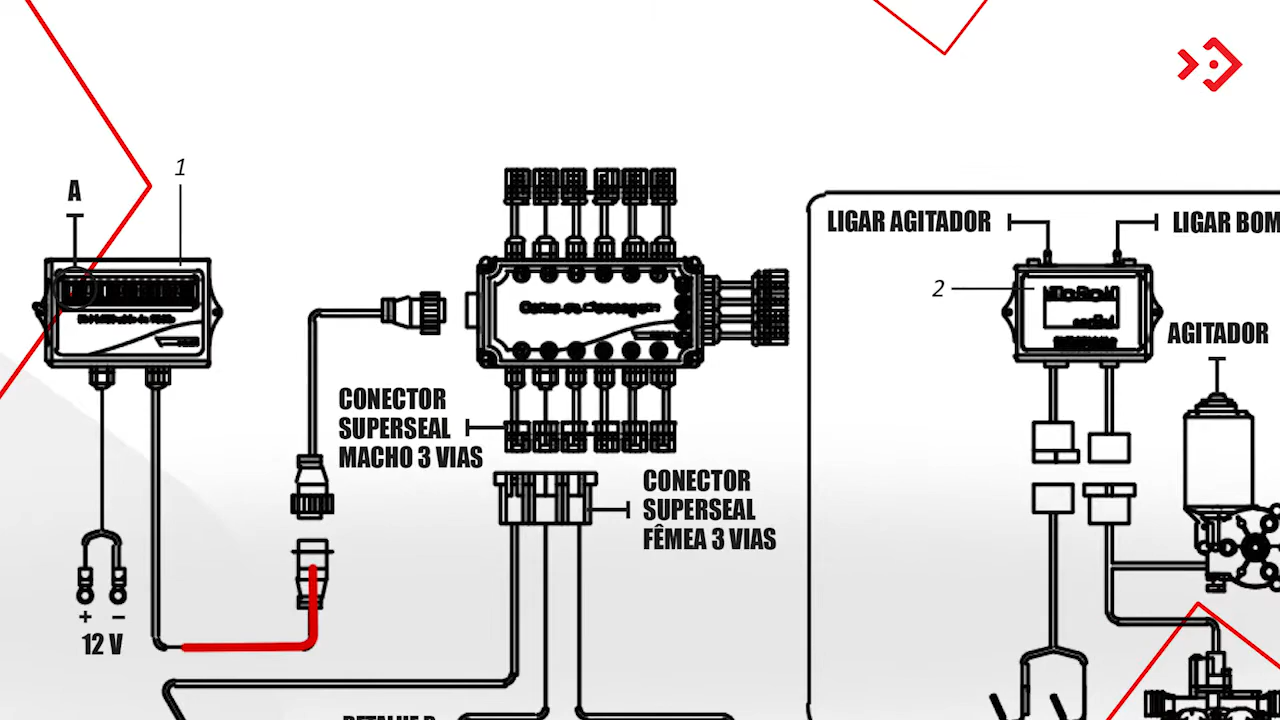 A
1
12 V
+ −
CONECTOR
SUPERSEAL
MACHO 3 VIAS
CONECTOR
SUPERSEAL
FÊMEA 3 VIAS
LIGAR AGITADOR
LIGAR BOM
2
AGITADOR